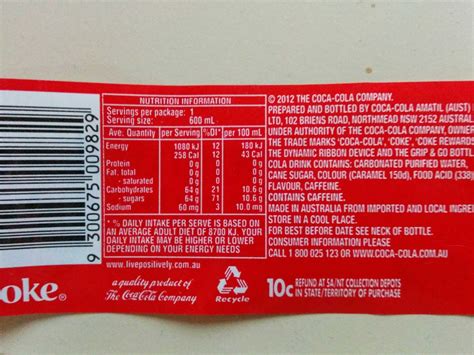 9 300675 009829
oke®
NUTRITION INFORMATION
Servings per package: 1
Serving size: 600 mL
Ave. Quantity per Serving %DI* per 100 mL
Energy 1080 kJ 12 180 kJ
258 Cal 12 43 Cal
Protein 0 g 0 0 g
Fat, total 0 g 0 0 g
- saturated 0 g 0 0 g
Carbohydrates 64 g 21 10.6 g
- sugars 64 g 71 10.6 g
Sodium 60 mg 3 10.0 mg
* % DAILY INTAKE PER SERVE IS BASED ON
AN AVERAGE ADULT DIET OF 8700 KJ. YOUR
DAILY INTAKE MAY BE HIGHER OR LOWER
DEPENDING ON YOUR ENERGY NEEDS
www.livepositively.com.au
a quality product of
The Coca-Cola Company
Recycle
© 2012 THE COCA-COLA COMPANY.
PREPARED AND BOTTLED BY COCA-COLA AMATIL (AUST)
LTD, 102 BRIENS ROAD, NORTHMEAD NSW 2152 AUSTRAL
UNDER AUTHORITY OF THE COCA-COLA COMPANY, OWNER
THE TRADE MARKS 'COCA-COLA', 'COKE', 'COKE REWARDS
THE DYNAMIC RIBBON DEVICE AND THE GRIP & GO BOTTL
COLA DRINK CONTAINS: CARBONATED PURIFIED WATER,
CANE SUGAR, COLOUR (CARAMEL 150d), FOOD ACID (338)
FLAVOUR, CAFFEINE.
CONTAINS CAFFEINE.
MADE IN AUSTRALIA FROM IMPORTED AND LOCAL INGRE
STORE IN A COOL PLACE.
FOR BEST BEFORE DATE SEE NECK OF BOTTLE.
CONSUMER INFORMATION PLEASE
CALL 1 800 025 123 OR WWW.COCACOLA.COM.AU
10c REFUND AT SA/NT COLLECTION DEPOTS
IN STATE/TERRITORY OF PURCHASE